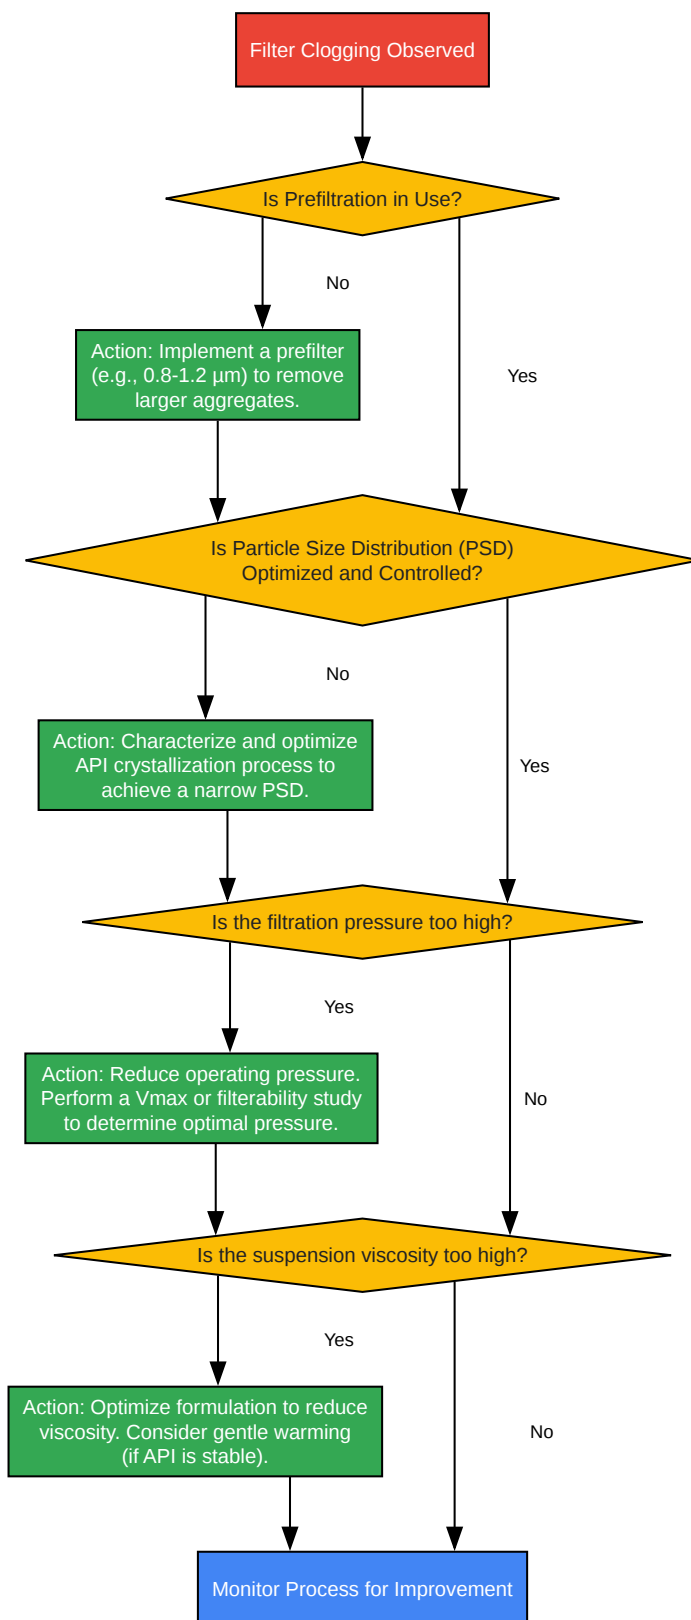 Filter Clogging Observed
Is Prefiltration in Use?
No
Action: Implement a prefilter
(e.g., 0.8-1.2 µm) to remove
larger aggregates.
Yes
Is Particle Size Distribution (PSD)
Optimized and Controlled?
No
Action: Characterize and optimize
API crystallization process to
achieve a narrow PSD.
Yes
Is the filtration pressure too high?
Yes
Action: Reduce operating pressure.
Perform a Vmax or filterability study
to determine optimal pressure.
No
Is the suspension viscosity too high?
Yes
Action: Optimize formulation to reduce
viscosity. Consider gentle warming
(if API is stable).
No
Monitor Process for Improvement